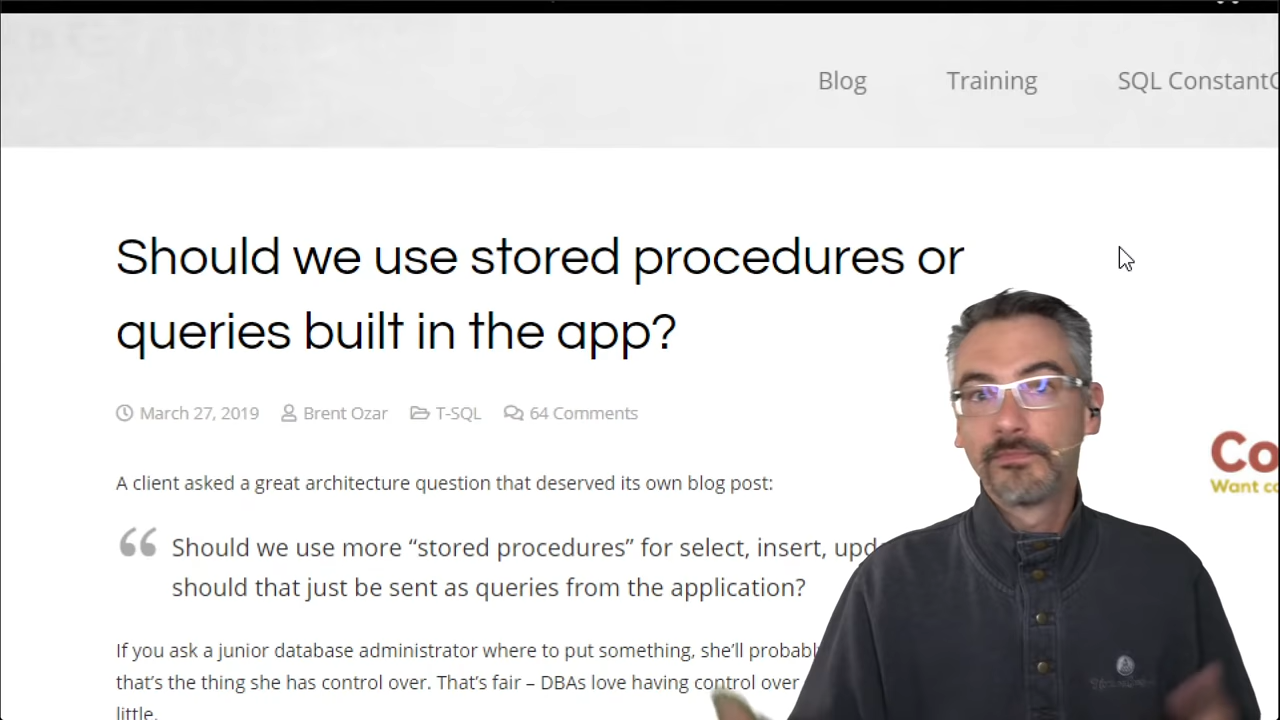 Blog Training SQL Constant
Should we use stored procedures or
queries built in the app?
March 27, 2019 Brent Ozar T-SQL 64 Comments
A client asked a great architecture question that deserved its own blog post:
Co
“ Should we use more “stored procedures” for select, insert,
Want
should that just be sent as queries from the application?
If you ask a junior database administrator where to put something, she’ll
that’s the thing she has control over. That’s fair – DBAs love having control over
little.